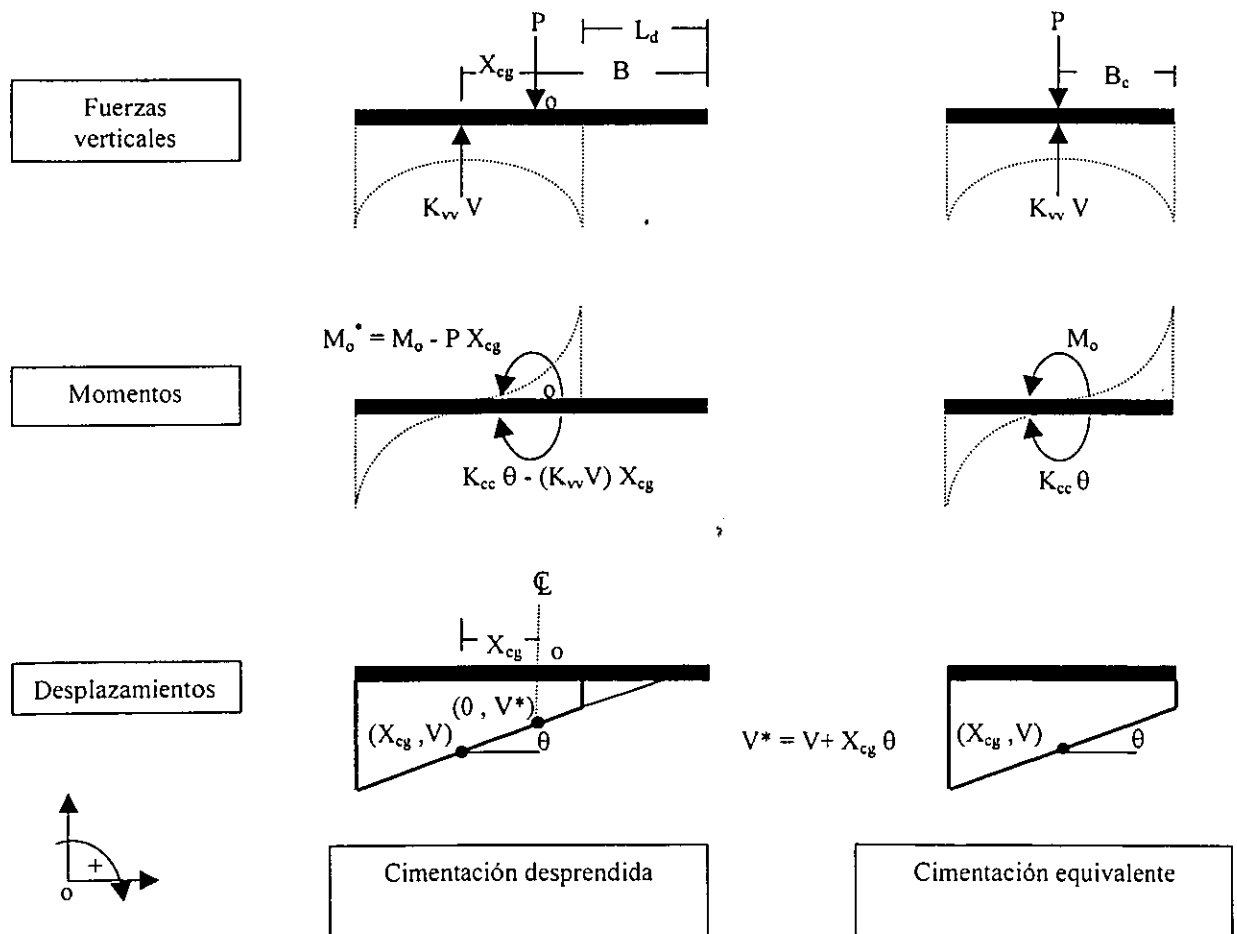 P
L_d
X_cg
B
o
Fuerzas
verticales
K_vv V
P
B_c
K_vv V
M_o* = M_o - P X_cg
o
Momentos
K_cc θ - (K_vv V) X_cg
M_o
K_cc θ
℄
X_cg
o
Desplazamientos
(0 , V*)
(X_cg , V)
θ
V* = V+ X_cg θ
(X_cg , V)
θ
+
o
Cimentación desprendida
Cimentación equivalente